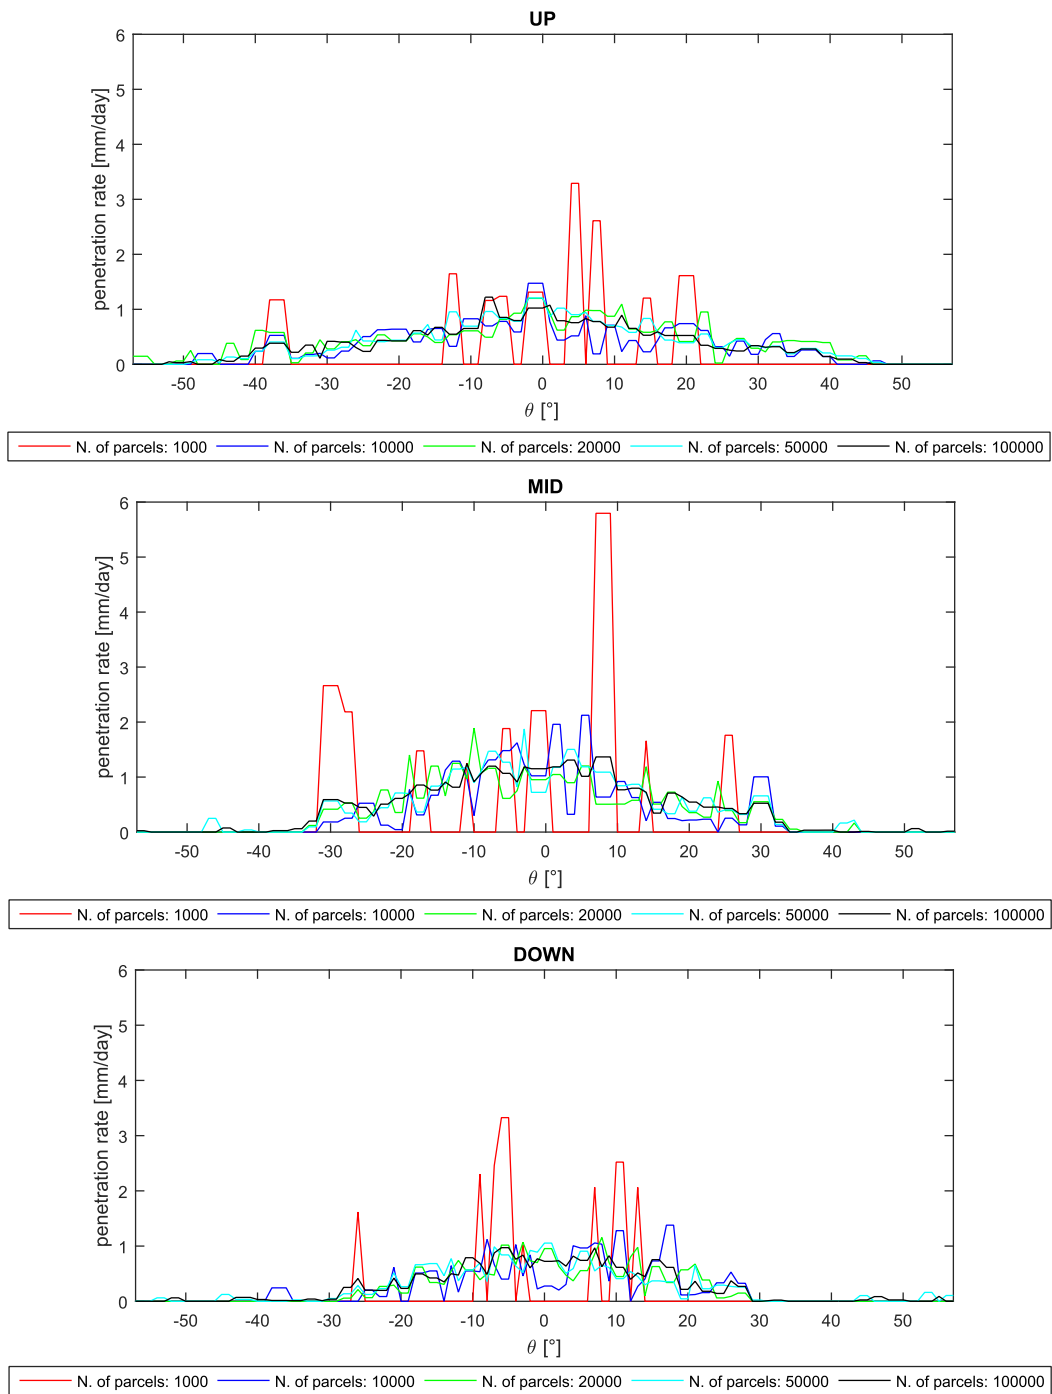 UP
penetration rate [mm/day]
6
5
4
3
2
1
0
-50 -40 -30 -20 -10 0 10 20 30 40 50
θ [°]
N. of parcels: 1000 N. of parcels: 10000 N. of parcels: 20000 N. of parcels: 50000 N. of parcels: 100000
MID
penetration rate [mm/day]
6
5
4
3
2
1
0
-50 -40 -30 -20 -10 0 10 20 30 40 50
θ [°]
N. of parcels: 1000 N. of parcels: 10000 N. of parcels: 20000 N. of parcels: 50000 N. of parcels: 100000
DOWN
penetration rate [mm/day]
6
5
4
3
2
1
0
-50 -40 -30 -20 -10 0 10 20 30 40 50
θ [°]
N. of parcels: 1000 N. of parcels: 10000 N. of parcels: 20000 N. of parcels: 50000 N. of parcels: 100000